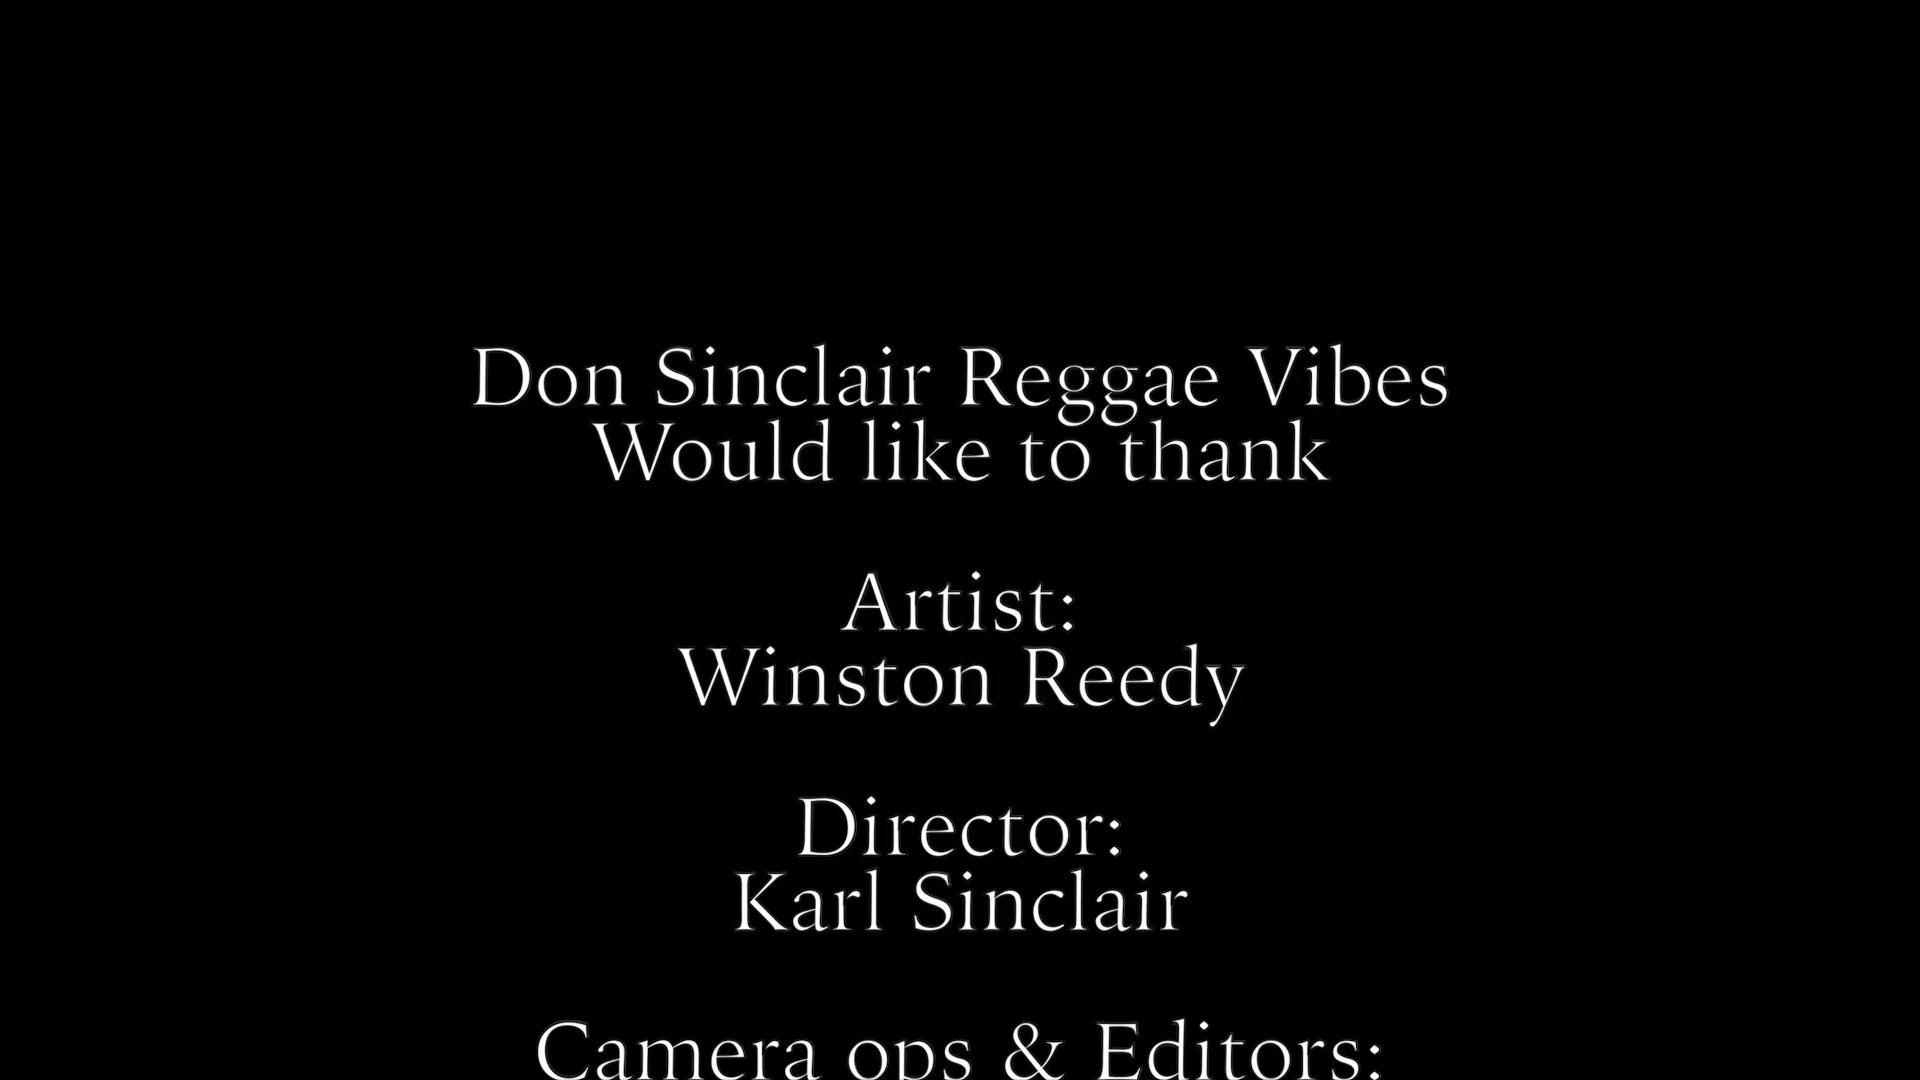 Don Sinclair Reggae Vibes
Would like to thank
Artist:
Winston Reedy
Director:
Karl Sinclair
Camera ops & Editors: